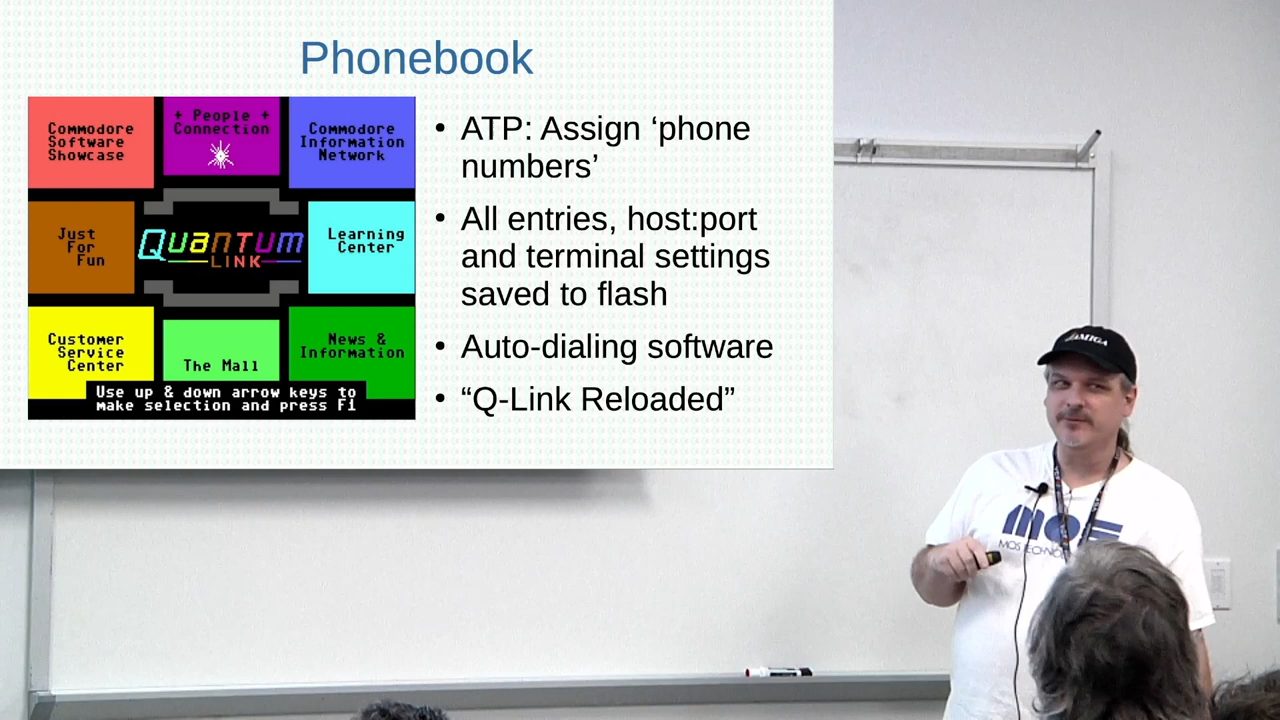 Phonebook
Commodore
Software
Showcase
+ People +
Connection
Commodore
Information
Network
Just
For
Fun
QUANTUM
LINK
Learning
Center
Customer
Service
Center
The Mall
News &
Information
Use up & down arrow keys to
make selection and press F1
• ATP: Assign ‘phone
numbers’
• All entries, host:port
and terminal settings
saved to flash
• Auto-dialing software
• “Q-Link Reloaded”
AMIGA
MOS